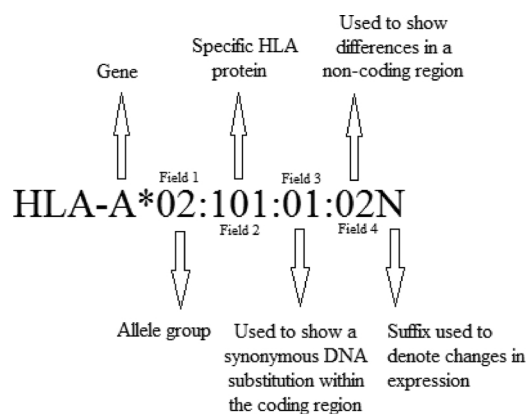 Used to show
differences in a
non-coding region
Specific HLA
protein
Gene
Field 1
Field 3
HLA-A*02:101:01:02N
Field 2
Field 4
Allele group
Used to show a
synonymous DNA
substitution within
the coding region
Suffix used to
denote changes in
expression